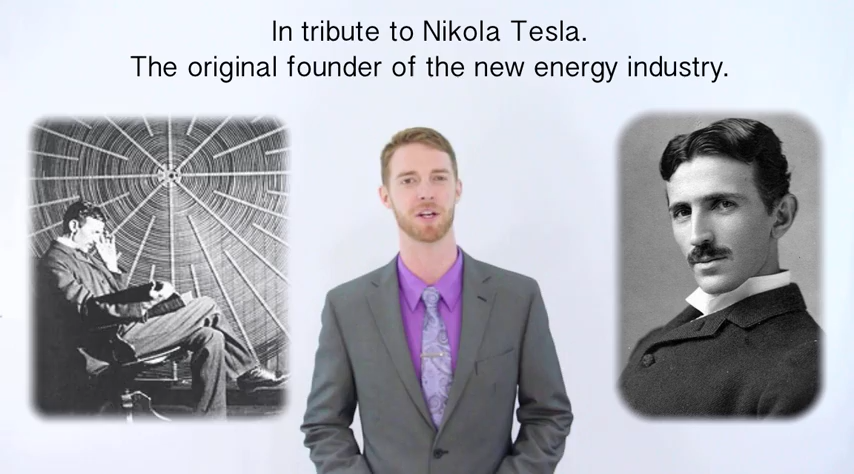 In tribute to Nikola Tesla.
The original founder of the new energy industry.